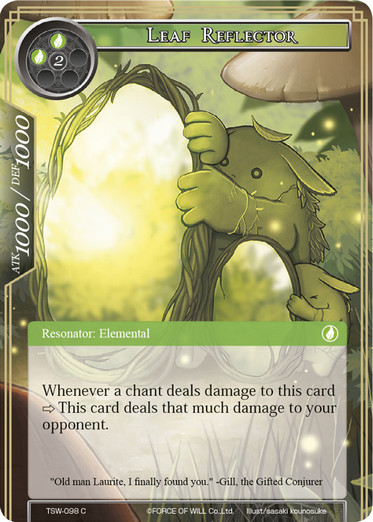 Leaf Reflector
2
ATK 1000 / DEF 1000
Resonator: Elemental
Whenever a chant deals damage to this card
⇨ This card deals that much damage to your
opponent.
"Old man Laurite, I finally found you." -Gill, the Gifted Conjurer
TSW-098 C ©FORCE OF WILL Co.,Ltd. Illust/sasaki kounosuke